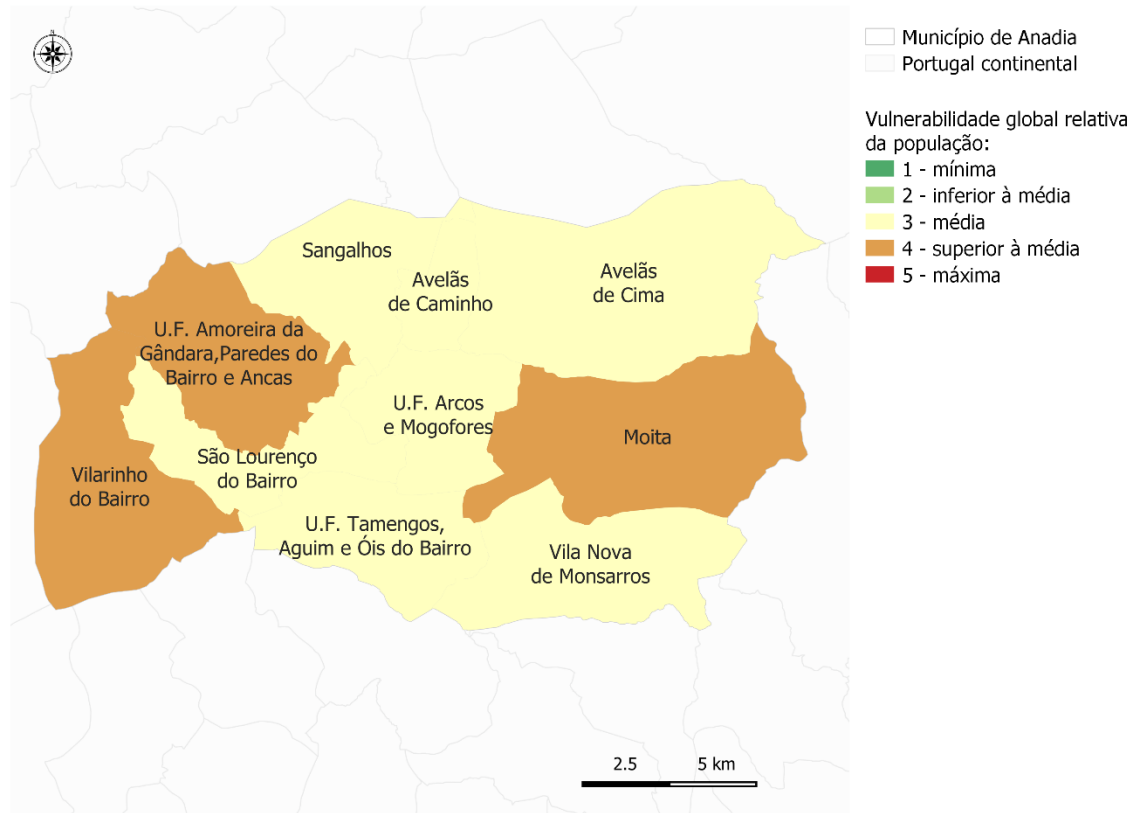 N
Município de Anadia
Portugal continental
Vulnerabilidade global relativa
da população:
1 - mínima
2 - inferior à média
3 - média
4 - superior à média
5 - máxima
Sangalhos
Avelãs
de Caminho
Avelãs
de Cima
U.F. Amoreira da
Gândara,Paredes do
Bairro e Ancas
U.F. Arcos
e Mogofores
Moita
São Lourenço
do Bairro
Vilarinho
do Bairro
U.F. Tamengos,
Aguim e Óis do Bairro
Vila Nova
de Monsarros
2.5 5 km